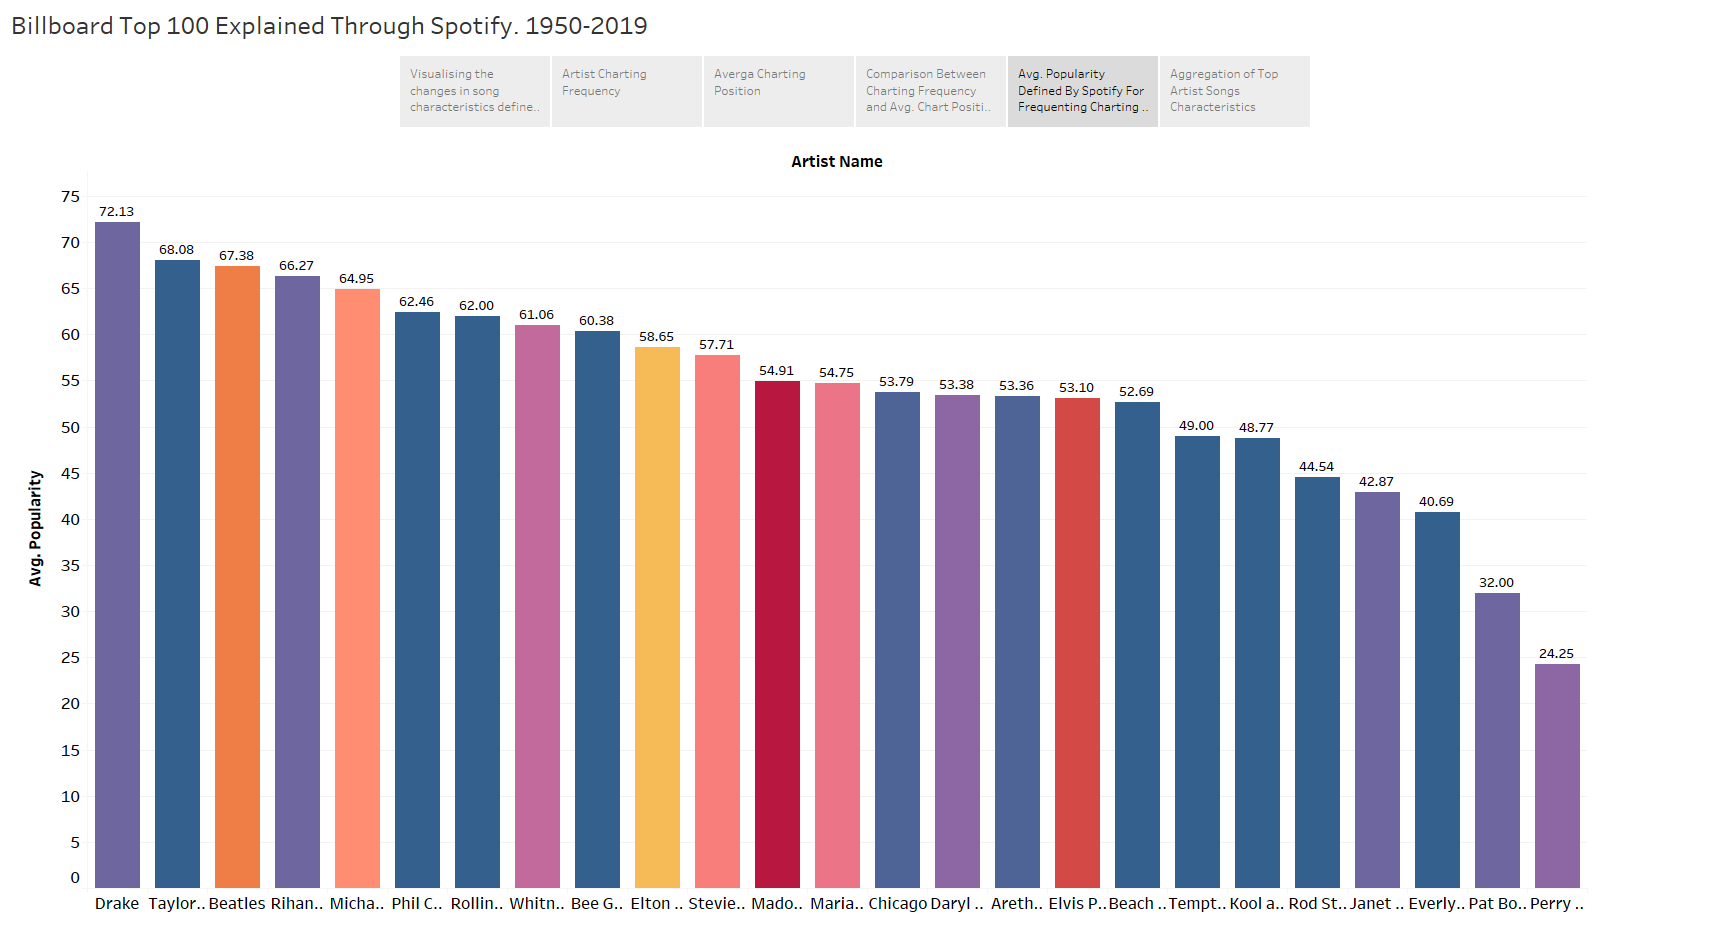 Billboard Top 100 Explained Through Spotify. 1950-2019
Visualising the
changes in song
characteristics define..
Artist Charting
Frequency
Averga Charting
Position
Comparison Between
Charting Frequency
and Avg. Chart Positi..
Avg. Popularity
Defined By Spotify For
Frequenting Charting ..
Aggregation of Top
Artist Songs
Characteristics
Artist Name
Avg. Popularity
75
70
65
60
55
50
45
40
35
30
25
20
15
10
5
0
72.13
68.08
67.38
66.27
64.95
62.46
62.00
61.06
60.38
58.65
57.71
54.91
54.75
53.79
53.38
53.36
53.10
52.69
49.00
48.77
44.54
42.87
40.69
32.00
24.25
Drake
Taylor..
Beatles
Rihan..
Micha..
Phil C..
Rollin..
Whitn..
Bee G..
Elton ..
Stevie..
Mado..
Maria..
Chicago
Daryl ..
Areth..
Elvis P..
Beach ..
Tempt..
Kool a..
Rod St..
Janet ..
Everly..
Pat Bo..
Perry ..